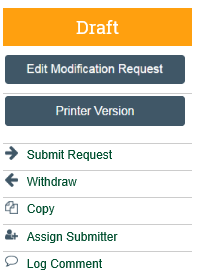 Draft
Edit Modification Request
Printer Version
Submit Request
Withdraw
Copy
Assign Submitter
Log Comment